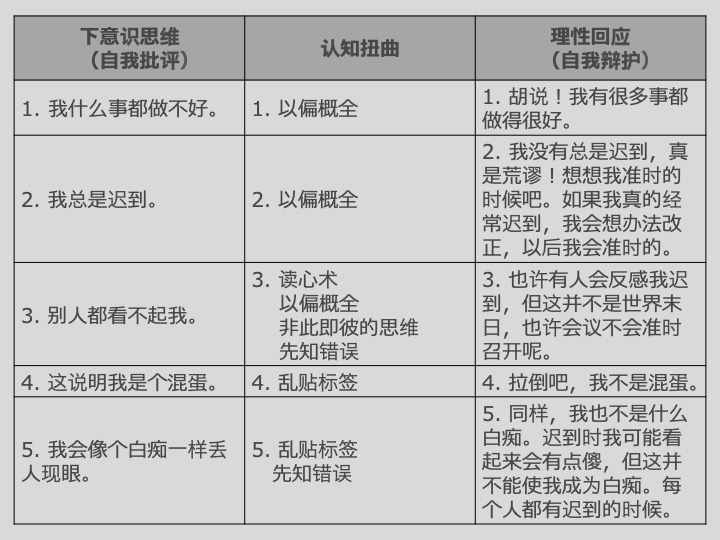 下意识思维
（自我批评）
认知扭曲
理性回应
（自我辩护）
1. 我什么事都做不好。
1. 以偏概全
1. 胡说！我有很多事都
做得很好。
2. 我总是迟到。
2. 以偏概全
2. 我没有总是迟到，真
是荒谬！想想我准时的
时候吧。如果我真的经
常迟到，我会想办法改
正，以后我会准时的。
3. 别人都看不起我。
3. 读心术
以偏概全
非此即彼的思维
先知错误
3. 也许有人会反感我迟
到，但这并不是世界末
日，也许会议不会准时
召开呢。
4. 这说明我是个混蛋。
4. 乱贴标签
4. 拉倒吧，我不是混蛋。
5. 我会像个白痴一样丢
人现眼。
5. 乱贴标签
先知错误
5. 同样，我也不是什么
白痴。迟到时我可能看
起来会有点傻，但这并
不能使我成为白痴。每
个人都有迟到的时候。